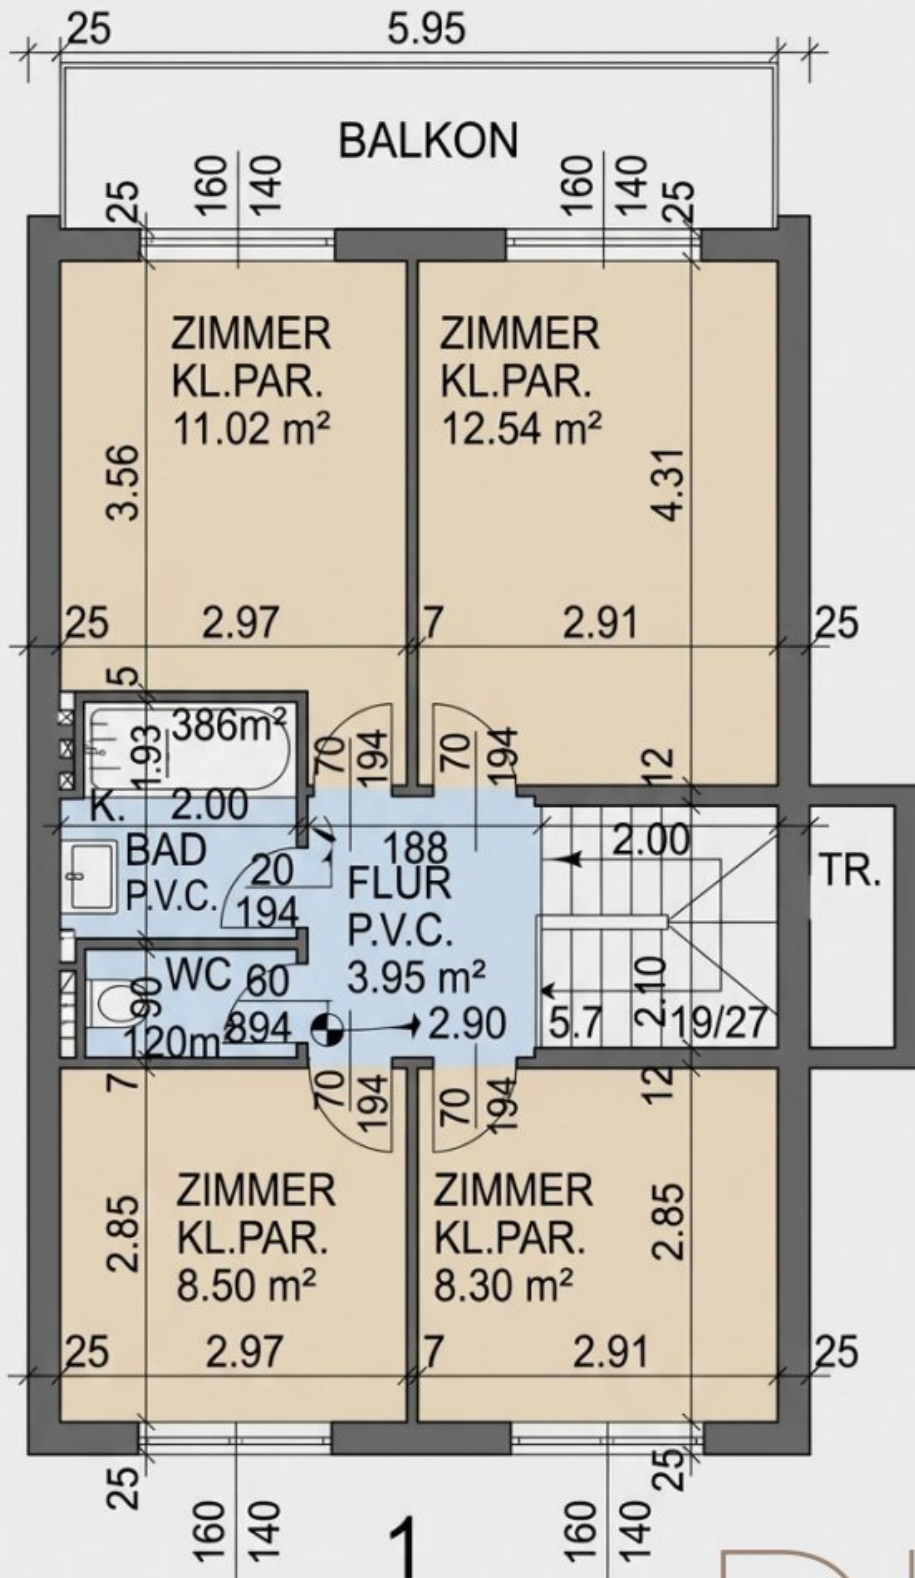 25 5.95
BALKON
25 160 140 160 140 25
ZIMMER
KL.PAR.
11.02 m²
ZIMMER
KL.PAR.
12.54 m²
3.56 4.31
25 2.97 7 2.91 25
5
386m²
1.93
70 194 70 194 12
K. 2.00
188 2.00
BAD
P.V.C.
20
194
FLUR
P.V.C.
3.95 m²
TR.
WC 60
90
120m² 894
2.90 5.7 2.10 19/27
7 70 194 70 194 12
ZIMMER
KL.PAR.
8.50 m²
ZIMMER
KL.PAR.
8.30 m²
2.85 2.85
25 2.97 7 2.91 25
25 160 140 160 140 25
1